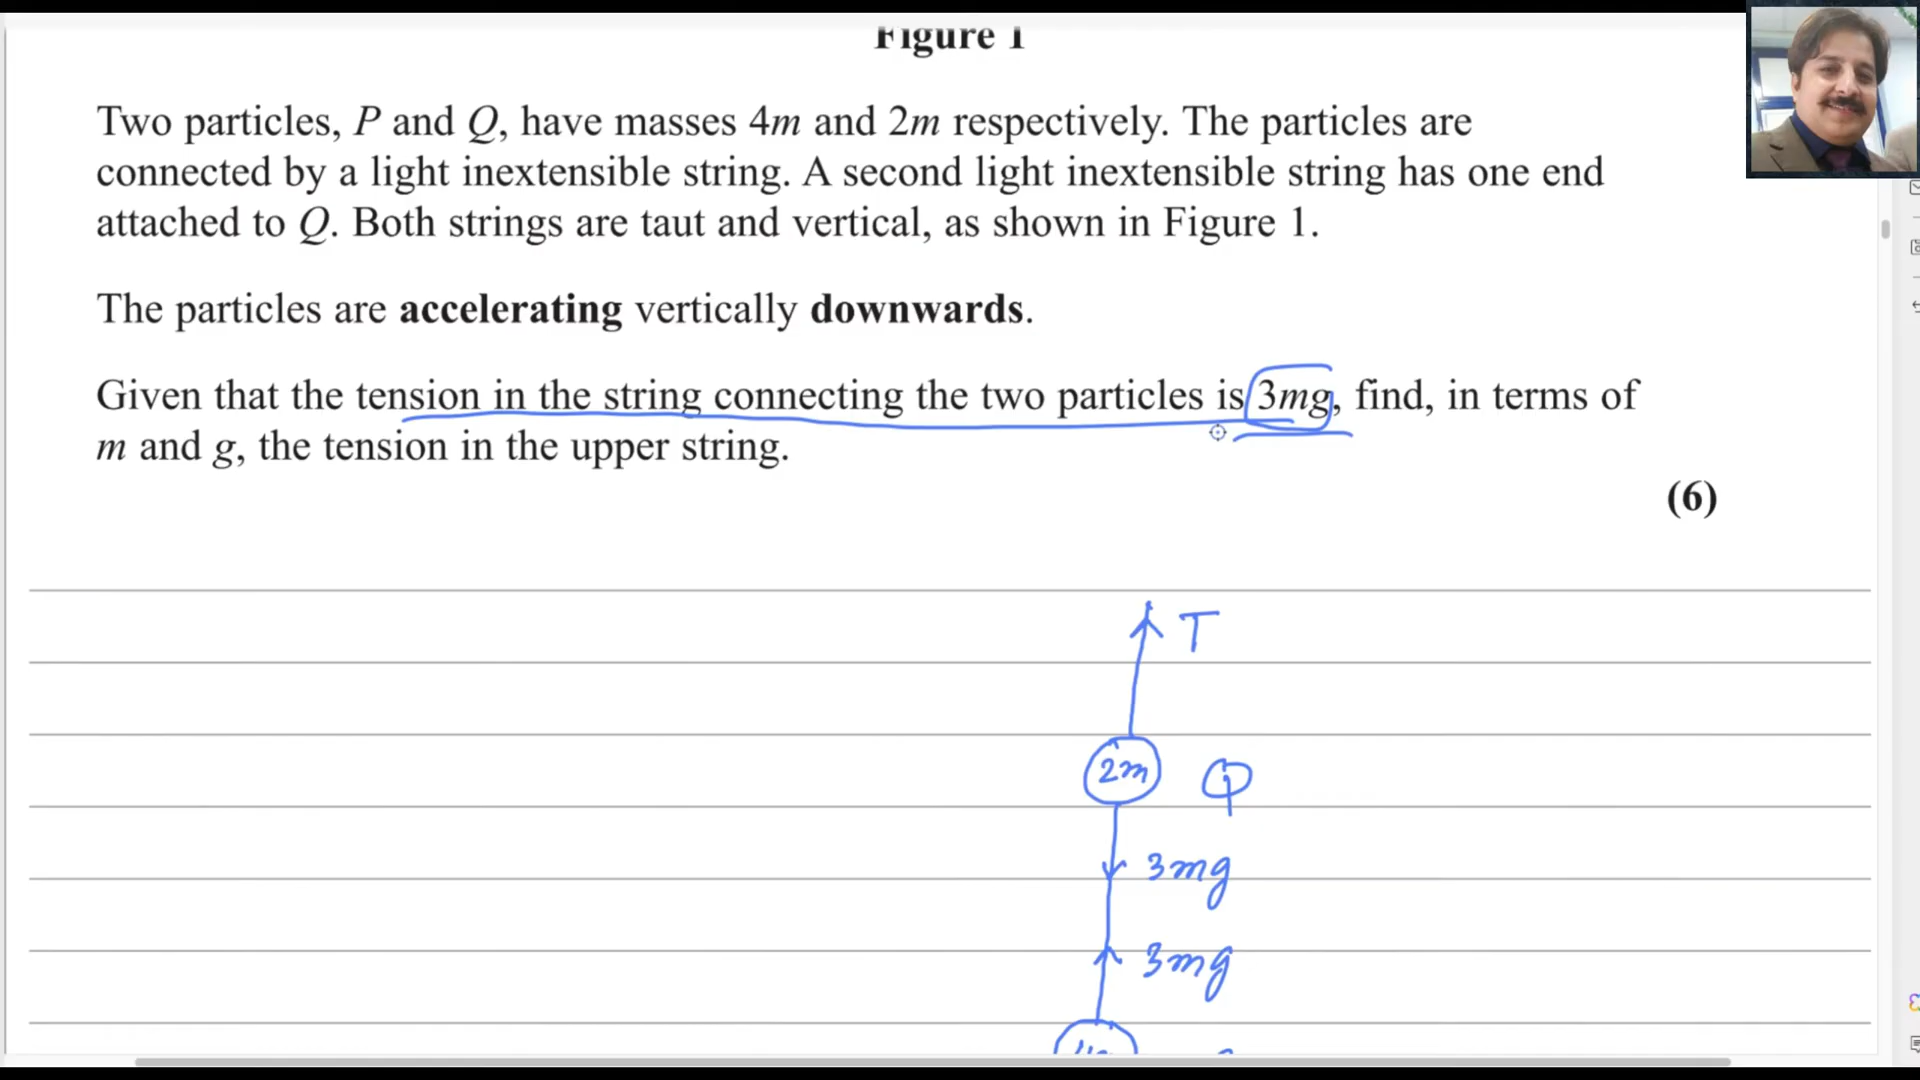 Figure 1
Two particles, P and Q, have masses 4m and 2m respectively. The particles are
connected by a light inextensible string. A second light inextensible string has one end
attached to Q. Both strings are taut and vertical, as shown in Figure 1.
The particles are accelerating vertically downwards.
Given that the tension in the string connecting the two particles is 3mg, find, in terms of
m and g, the tension in the upper string.
(6)
T
2m Q
3mg
3mg